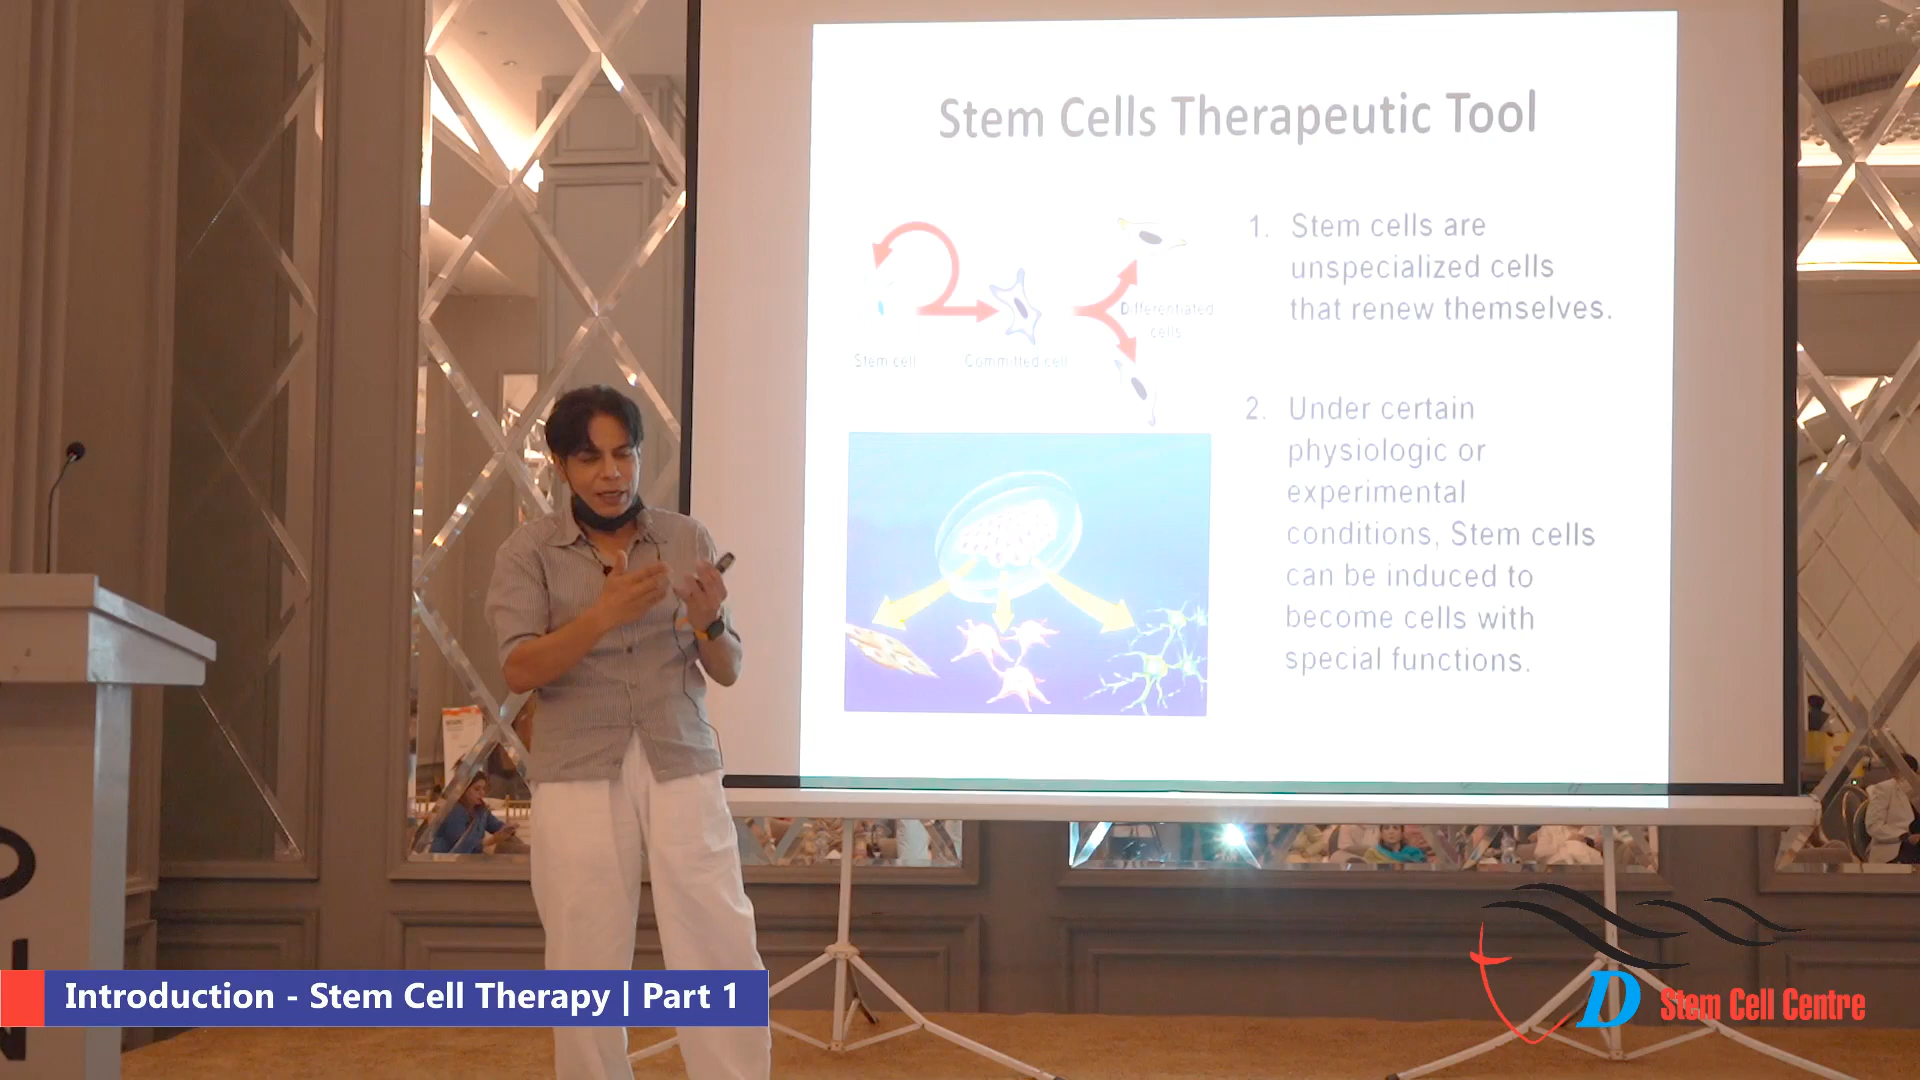 Stem Cells Therapeutic Tool
1. Stem cells are
unspecialized cells
that renew themselves.
Differentiated
cells
Stem cell
Committed cell
2. Under certain
physiologic or
experimental
conditions, Stem cells
can be induced to
become cells with
special functions.
Introduction - Stem Cell Therapy | Part 1
D Stem Cell Centre